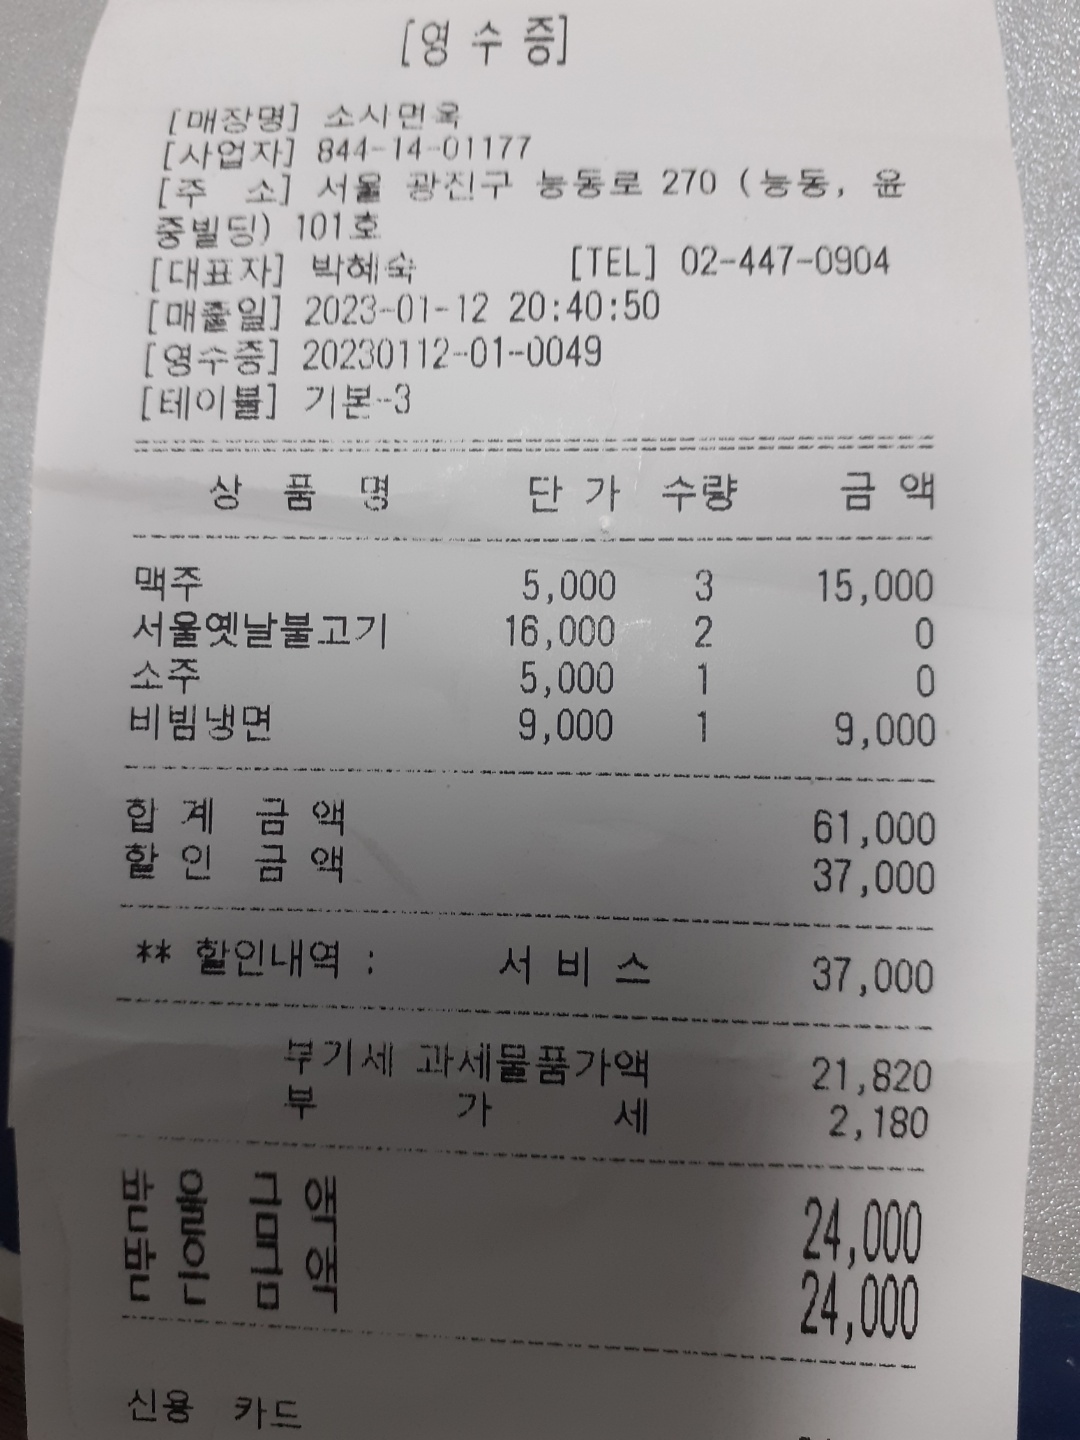 [영 수 증]
[매장명] 소시면옥
[사업자] 844-14-01177
[주 소] 서울 광진구 능동로 270 (능동, 윤
중빌딩) 101호
[대표자] 박혜숙 [TEL] 02-447-0904
[매출일] 2023-01-12 20:40:50
[영수증] 20230112-01-0049
[테이블] 기본-3
상 품 명 단 가 수량 금 액
맥주 5,000 3 15,000
서울옛날불고기 16,000 2 0
소주 5,000 1 0
비빔냉면 9,000 1 9,000
합 계 금 액 61,000
할 인 금 액 37,000
** 할인내역 : 서 비 스 37,000
부가세 과세물품가액 21,820
부 가 세 2,180
받 을 금 액 24,000
받 은 금 액 24,000
신용 카드